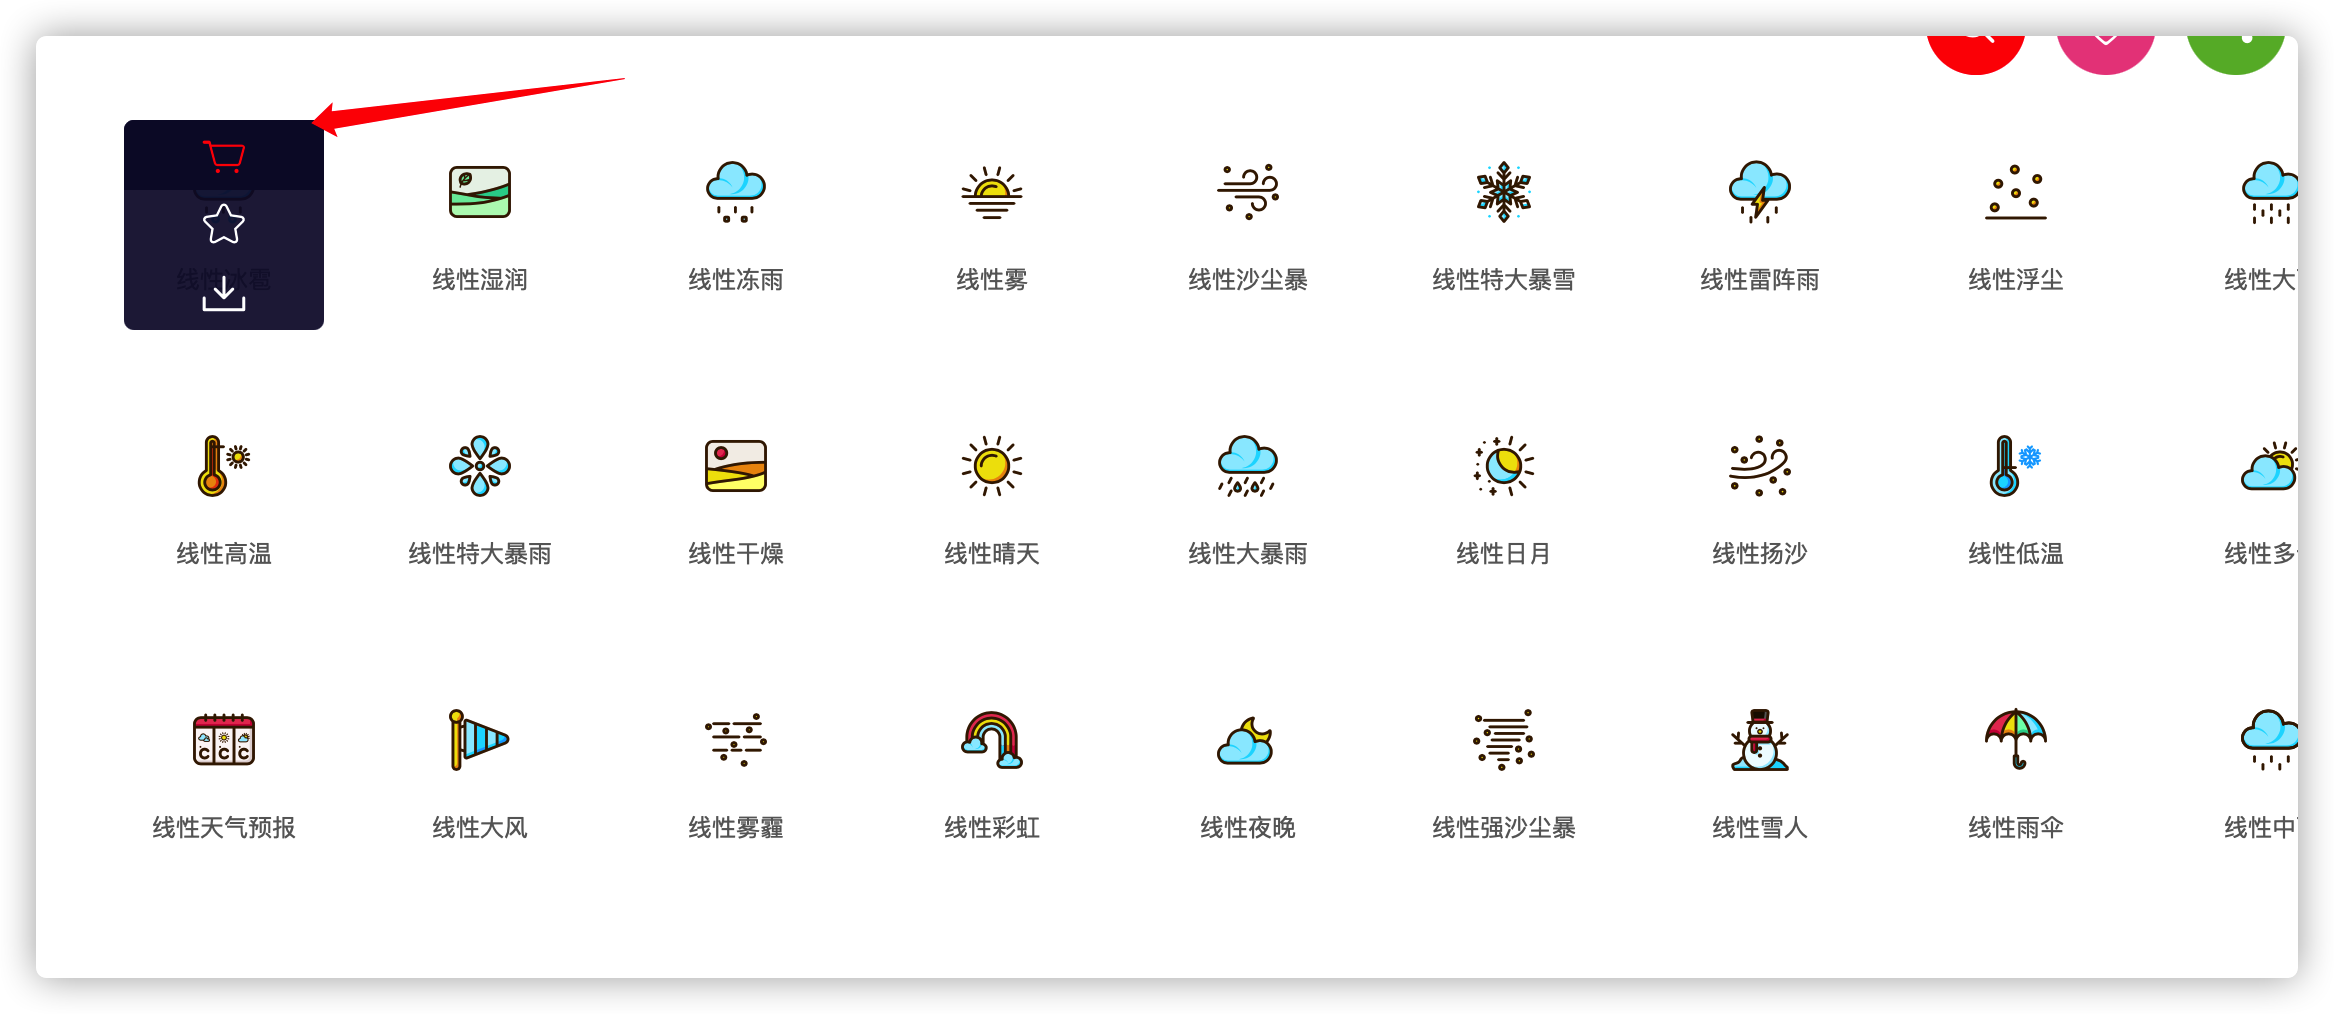 线性冰雹 线性湿润 线性冻雨 线性雾 线性沙尘暴 线性特大暴雪 线性雷阵雨 线性浮尘 线性大
线性高温 线性特大暴雨 线性干燥 线性晴天 线性大暴雨 线性日月 线性扬沙 线性低温 线性多
C C C
线性天气预报 线性大风 线性雾霾 线性彩虹 线性夜晚 线性强沙尘暴 线性雪人 线性雨伞 线性中